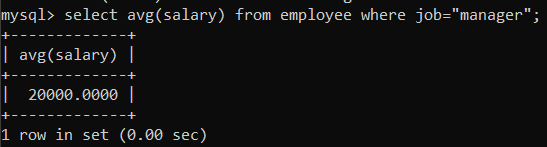 mysql> select avg(salary) from employee where job="manager";
+-------------+
| avg(salary) |
+-------------+
|  20000.0000 |
+-------------+
1 row in set (0.00 sec)